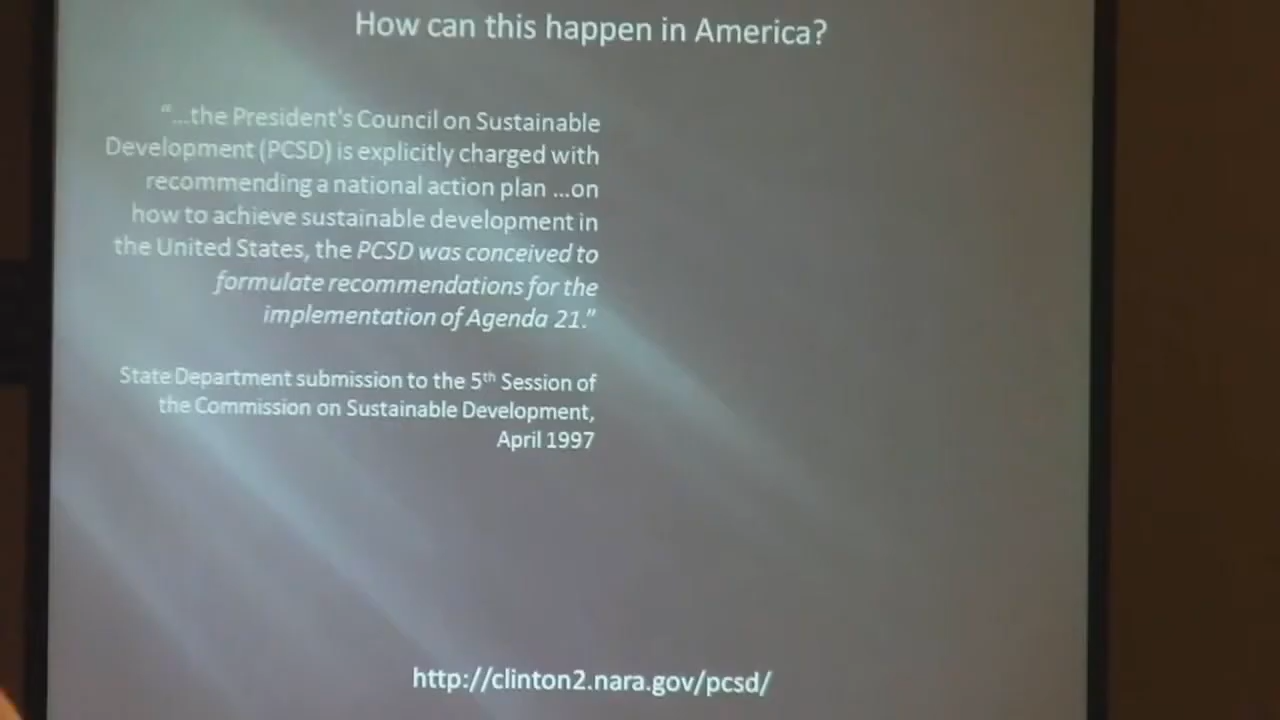 How can this happen in America?
“...the President's Council on Sustainable
Development (PCSD) is explicitly charged with
recommending a national action plan ...on
how to achieve sustainable development in
the United States, the PCSD was conceived to
formulate recommendations for the
implementation of Agenda 21.”
State Department submission to the 5th Session of
the Commission on Sustainable Development,
April 1997
http://clinton2.nara.gov/pcsd/